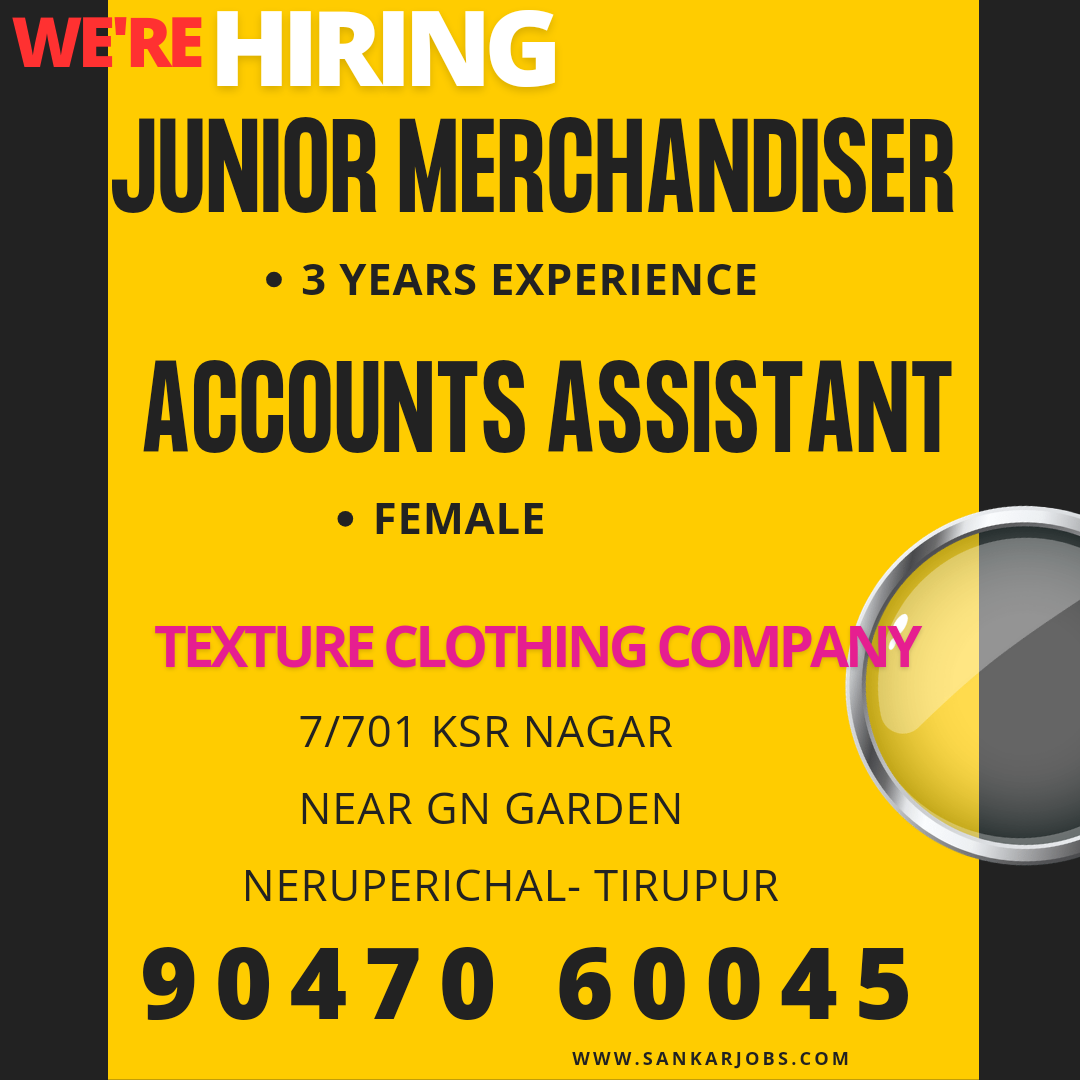 WE'RE HIRING
JUNIOR MERCHANDISER
• 3 YEARS EXPERIENCE
ACCOUNTS ASSISTANT
• FEMALE
TEXTURE CLOTHING COMPANY
7/701 KSR NAGAR
NEAR GN GARDEN
NERUPERICHAL- TIRUPUR
90470 60045
WWW.SANKARJOBS.COM